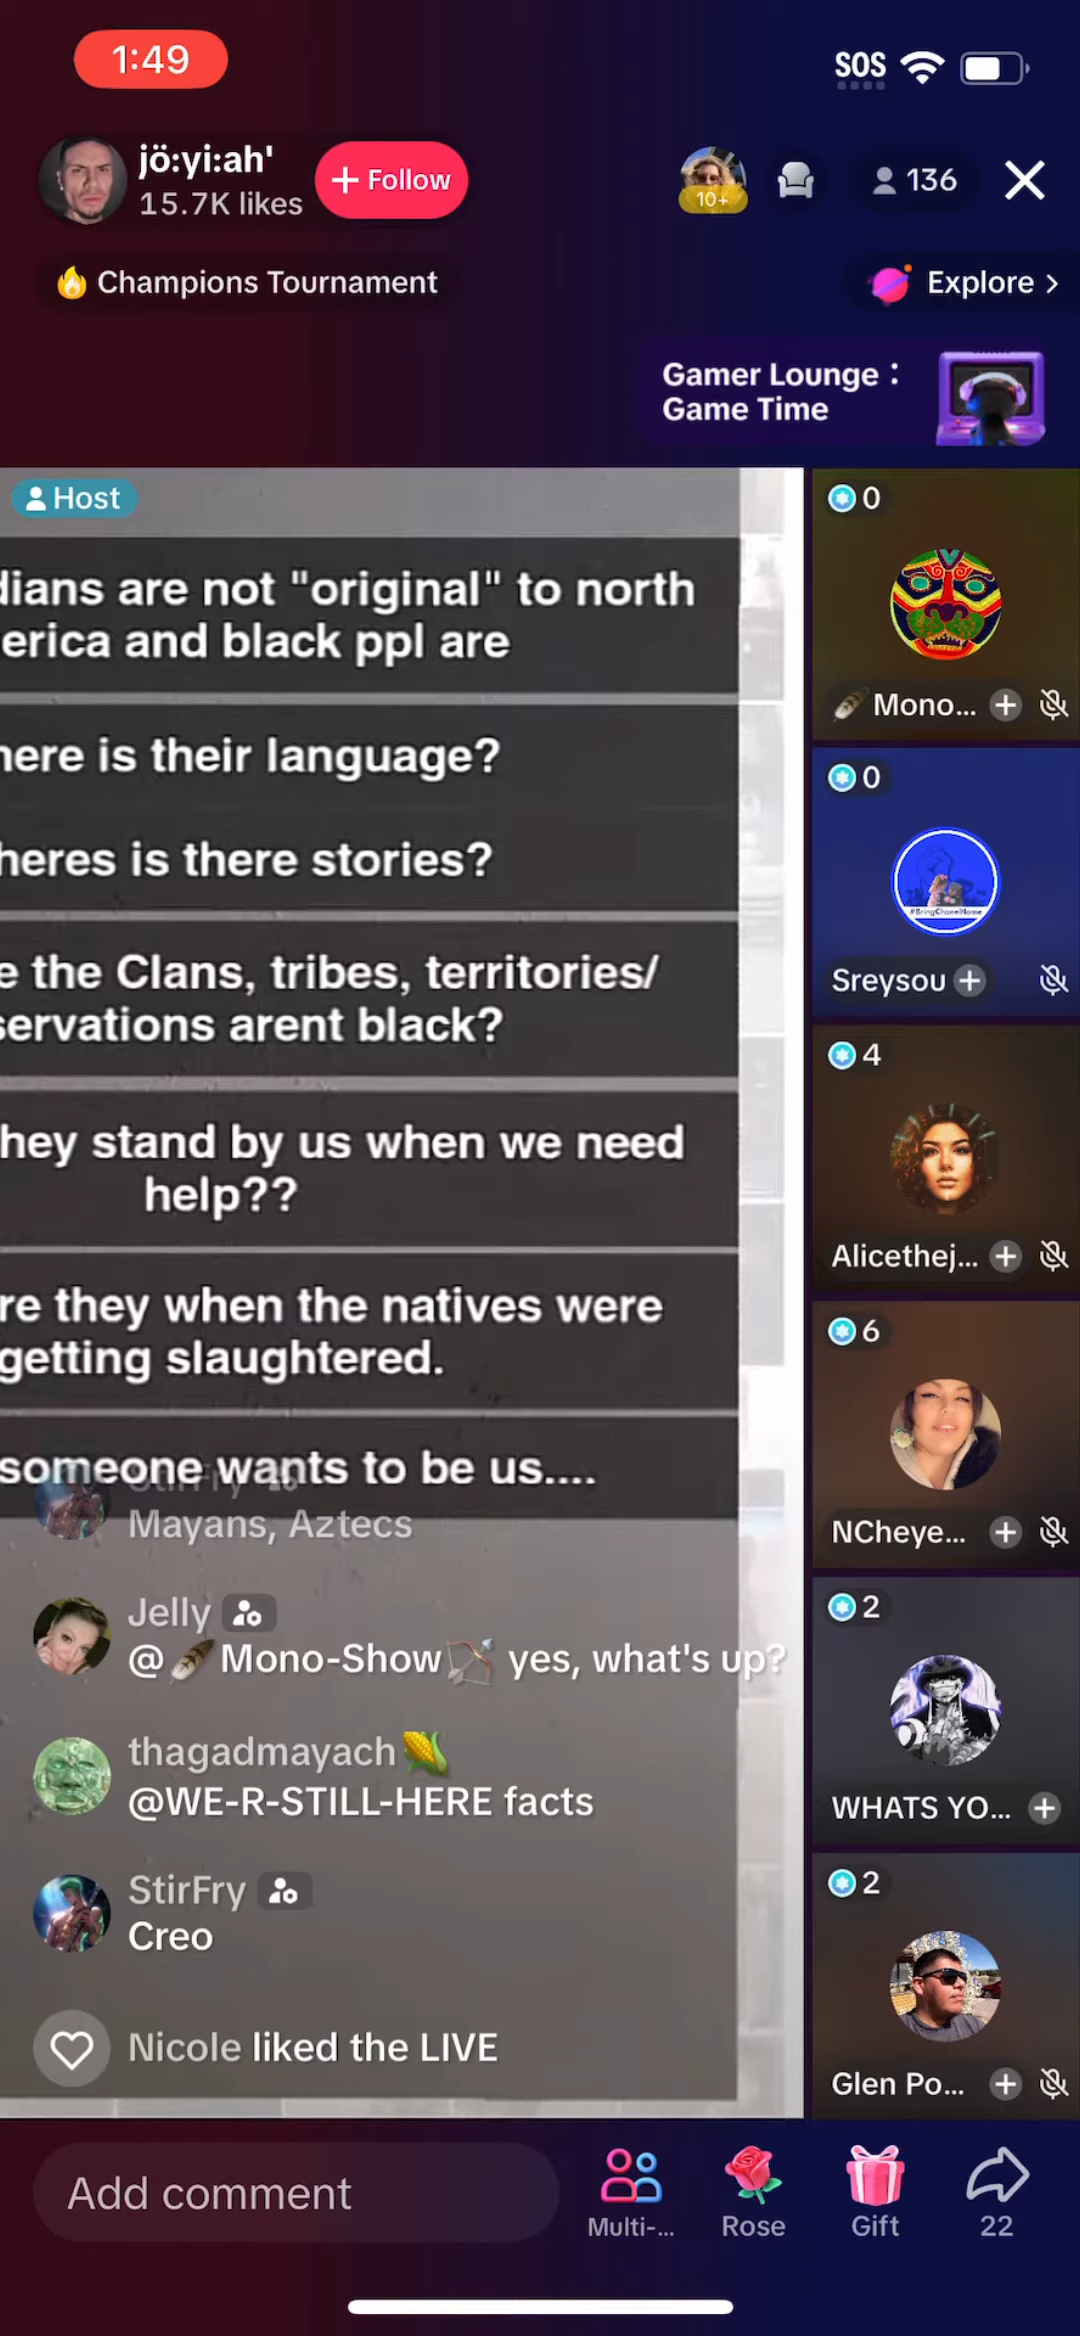 1:49
SOS
jö:yi:ah'
15.7K likes
+ Follow
10+
136
Champions Tournament
Explore >
Gamer Lounge :
Game Time
Host
dians are not "original" to north
erica and black ppl are
here is their language?
heres is there stories?
e the Clans, tribes, territories/
servations arent black?
hey stand by us when we need
help??
re they when the natives were
getting slaughtered.
someone wants to be us....
StirFry
Mayans, Aztecs
Jelly
@🪶Mono-Show🏹 yes, what's up?
thagadmayach🌽
@WE-R-STILL-HERE facts
StirFry
Creo
Nicole liked the LIVE
0
🪶Mono...
0
#BringChanelHome
Sreysou
4
Alicethej...
6
NCheye...
2
WHATS YO...
2
Glen Po...
Add comment
Multi-...
Rose
Gift
22